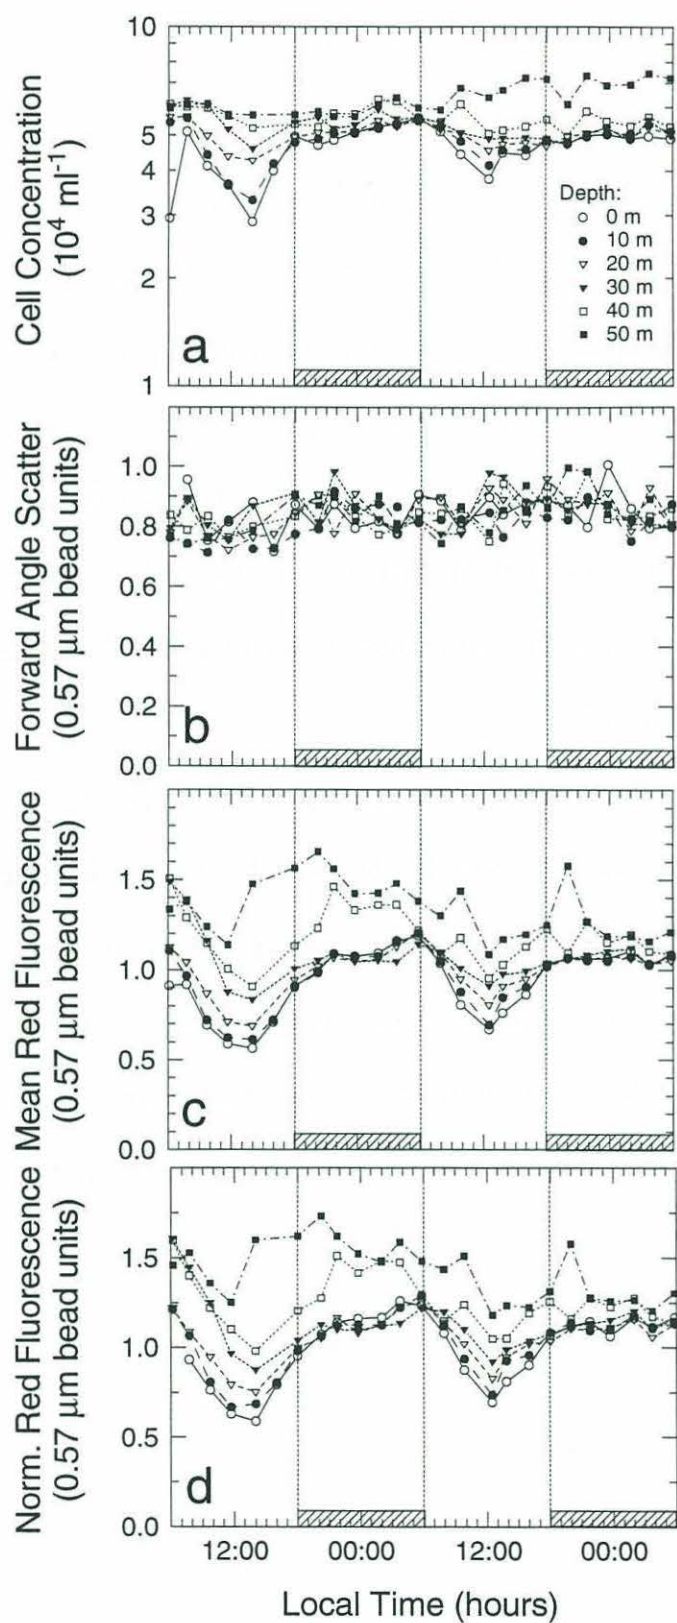 Cell Concentration
(10⁴ ml⁻¹)
10
5
4
3
2
1
a
Depth:
0 m
10 m
20 m
30 m
40 m
50 m
Forward Angle Scatter
(0.57 µm bead units)
1.0
0.8
0.6
0.4
0.2
0.0
b
Mean Red Fluorescence
(0.57 µm bead units)
1.5
1.0
0.5
0.0
c
Norm. Red Fluorescence
(0.57 µm bead units)
1.5
1.0
0.5
0.0
d
12:00 00:00 12:00 00:00
Local Time (hours)